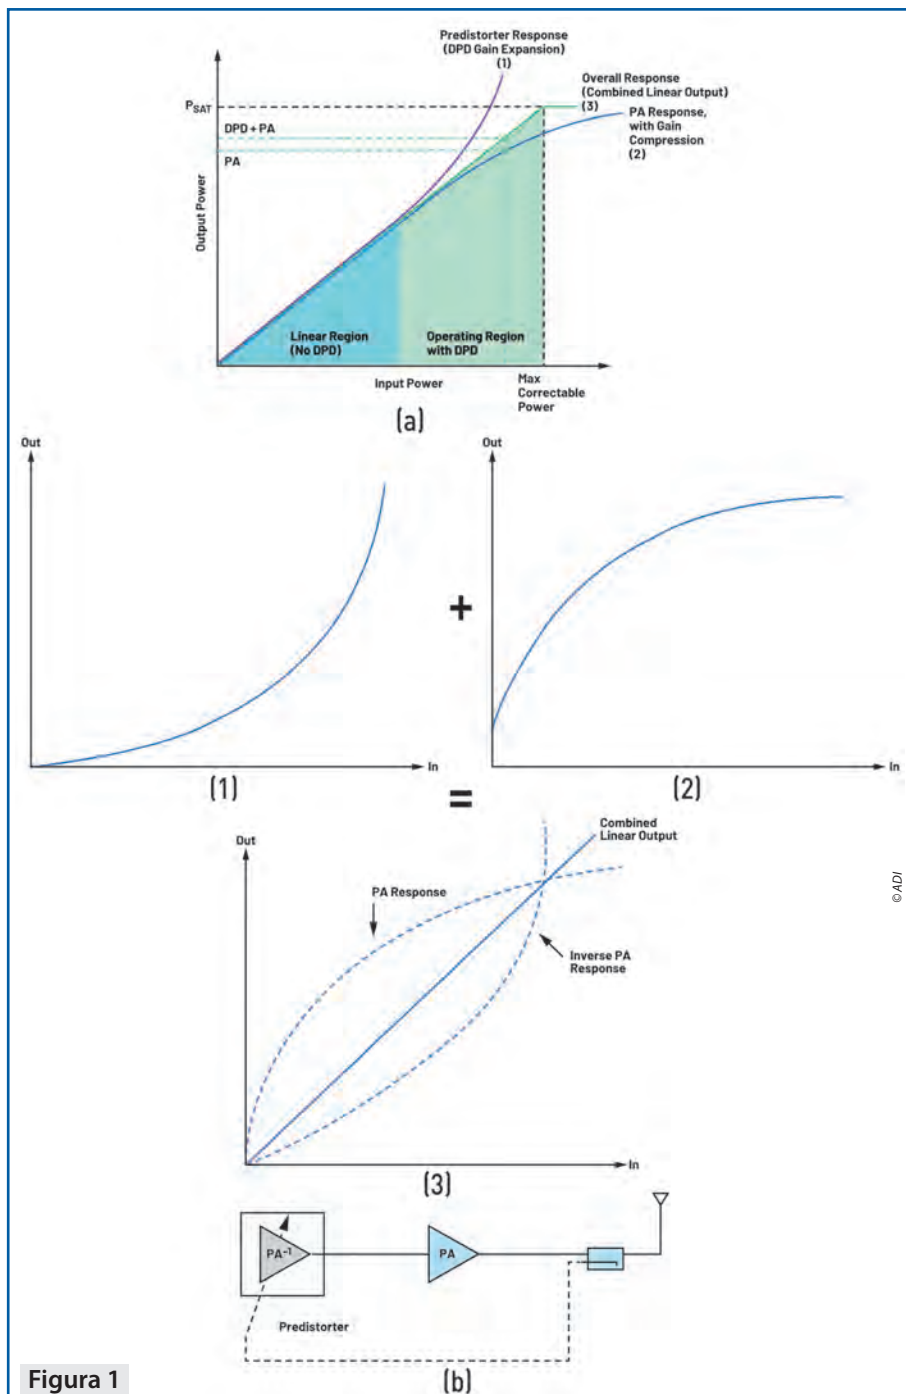 Predistorter Response
(DPD Gain Expansion)
(1)
Overall Response
(Combined Linear Output)
(3)
PSAT
PA Response,
with Gain
Compression
(2)
DPD + PA
PA
Output Power
Linear Region
(No DPD)
Operating Region
with DPD
Input Power
Max
Correctable
Power
(a)
Out
In
(1)
+
Out
In
(2)
=
Out
Combined
Linear Output
PA Response
Inverse PA
Response
In
(3)
© ADI
PA-1
PA
Predistorter
(b)
Figura 1